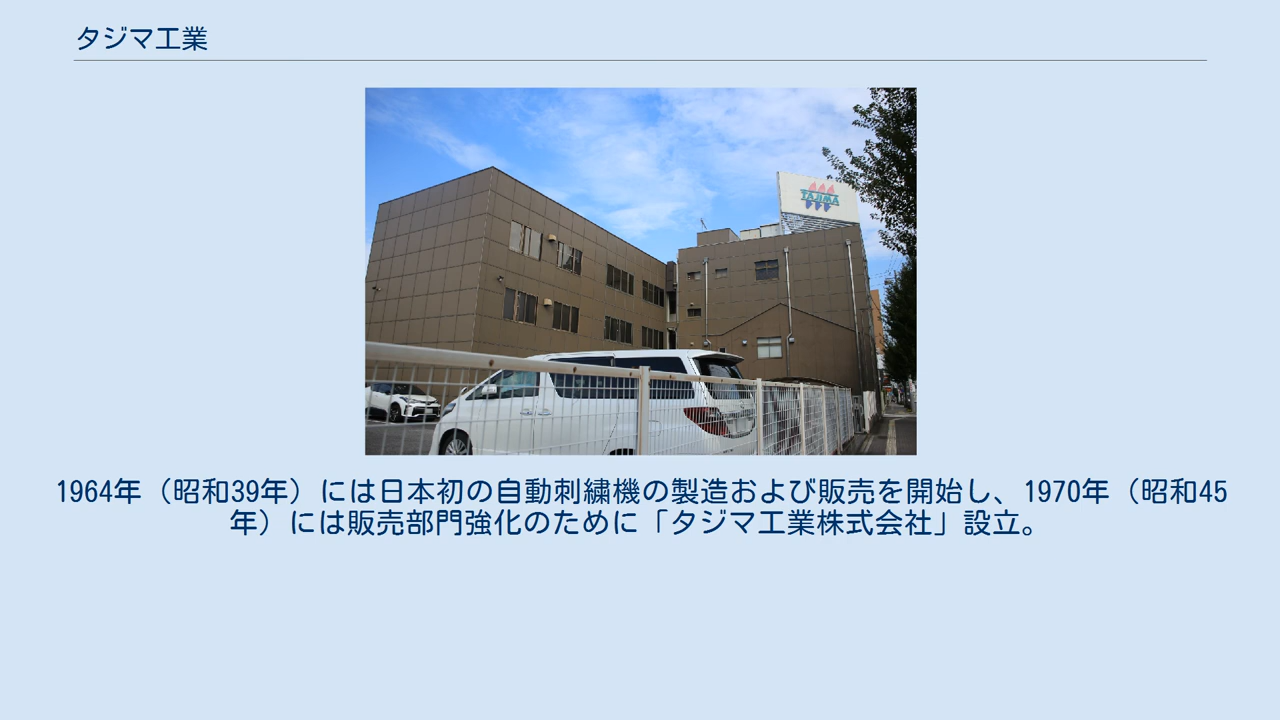 タジマ工業
TAJIMA
1964年（昭和39年）には日本初の自動刺繍機の製造および販売を開始し、1970年（昭和45
年）には販売部門強化のために「タジマ工業株式会社」設立。